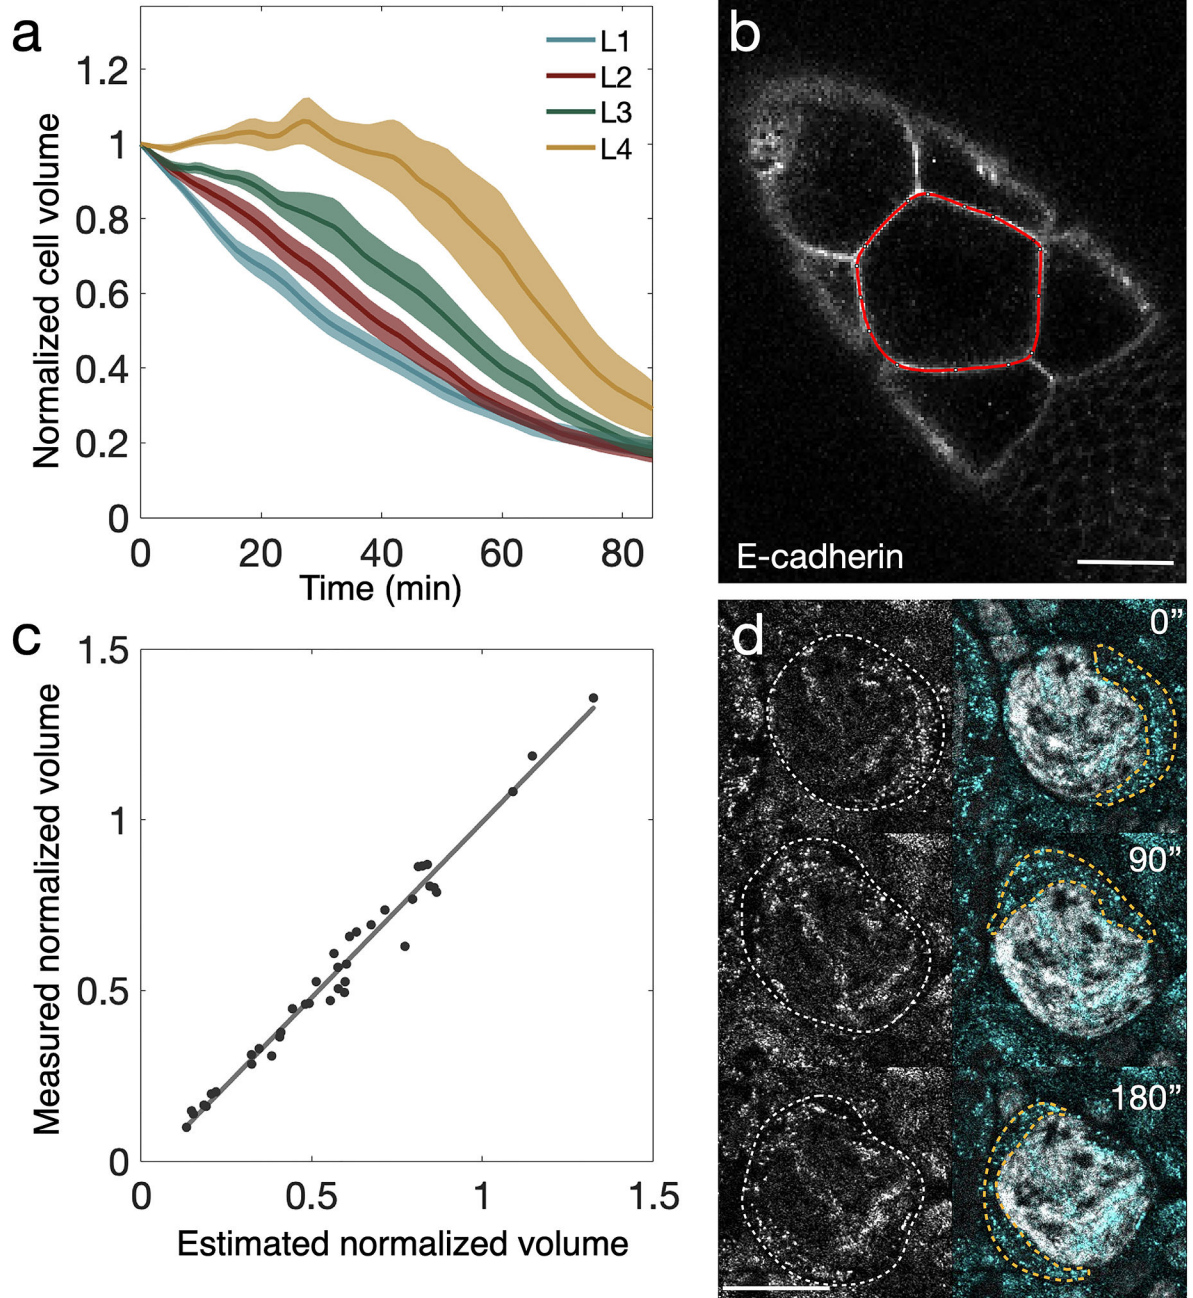 a
L1
L2
L3
L4
1.2
1
0.8
0.6
0.4
0.2
0
Normalized cell volume
0 20 40 60 80
Time (min)
b
E-cadherin
c
1.5
1
0.5
0
Measured normalized volume
0 0.5 1 1.5
Estimated normalized volume
d
0”
90”
180”